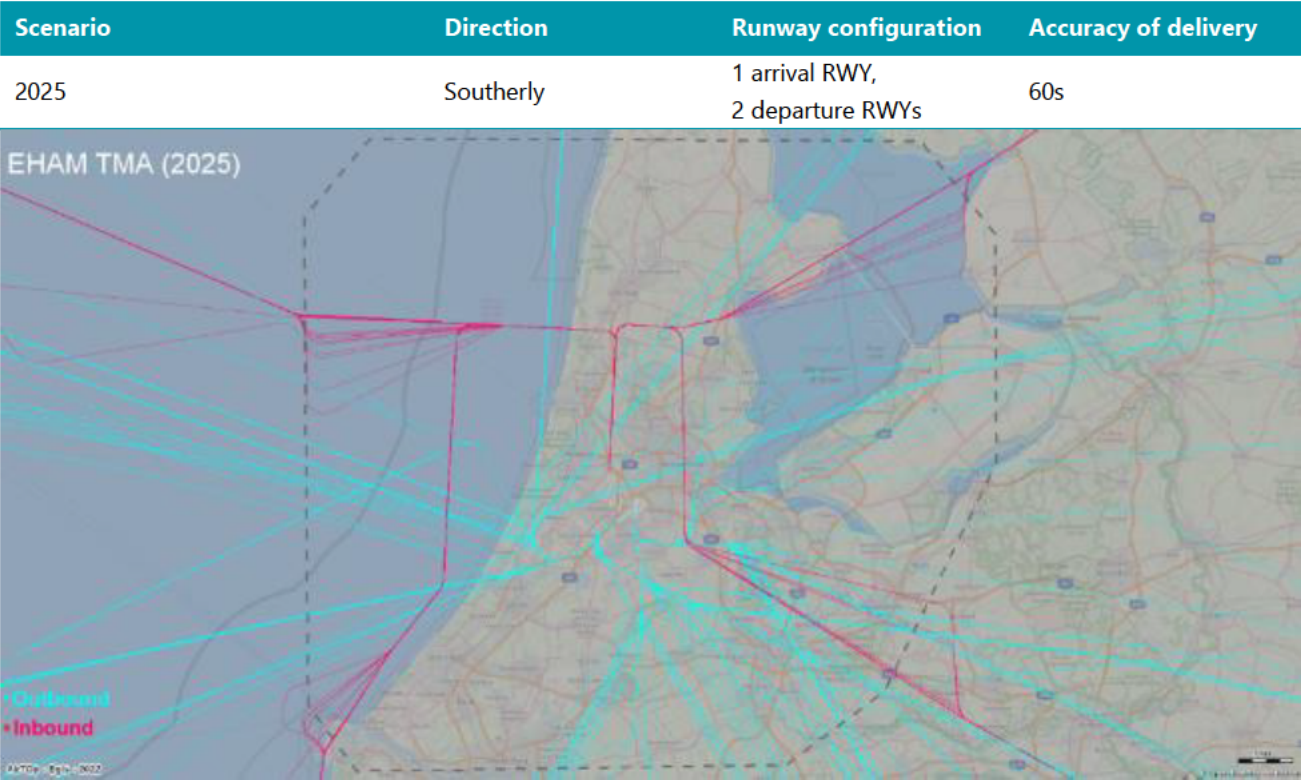 Scenario Direction Runway configuration Accuracy of delivery
2025 Southerly 1 arrival RWY, 60s
2 departure RWYs
EHAM TMA (2025)
•Outbound
•Inbound